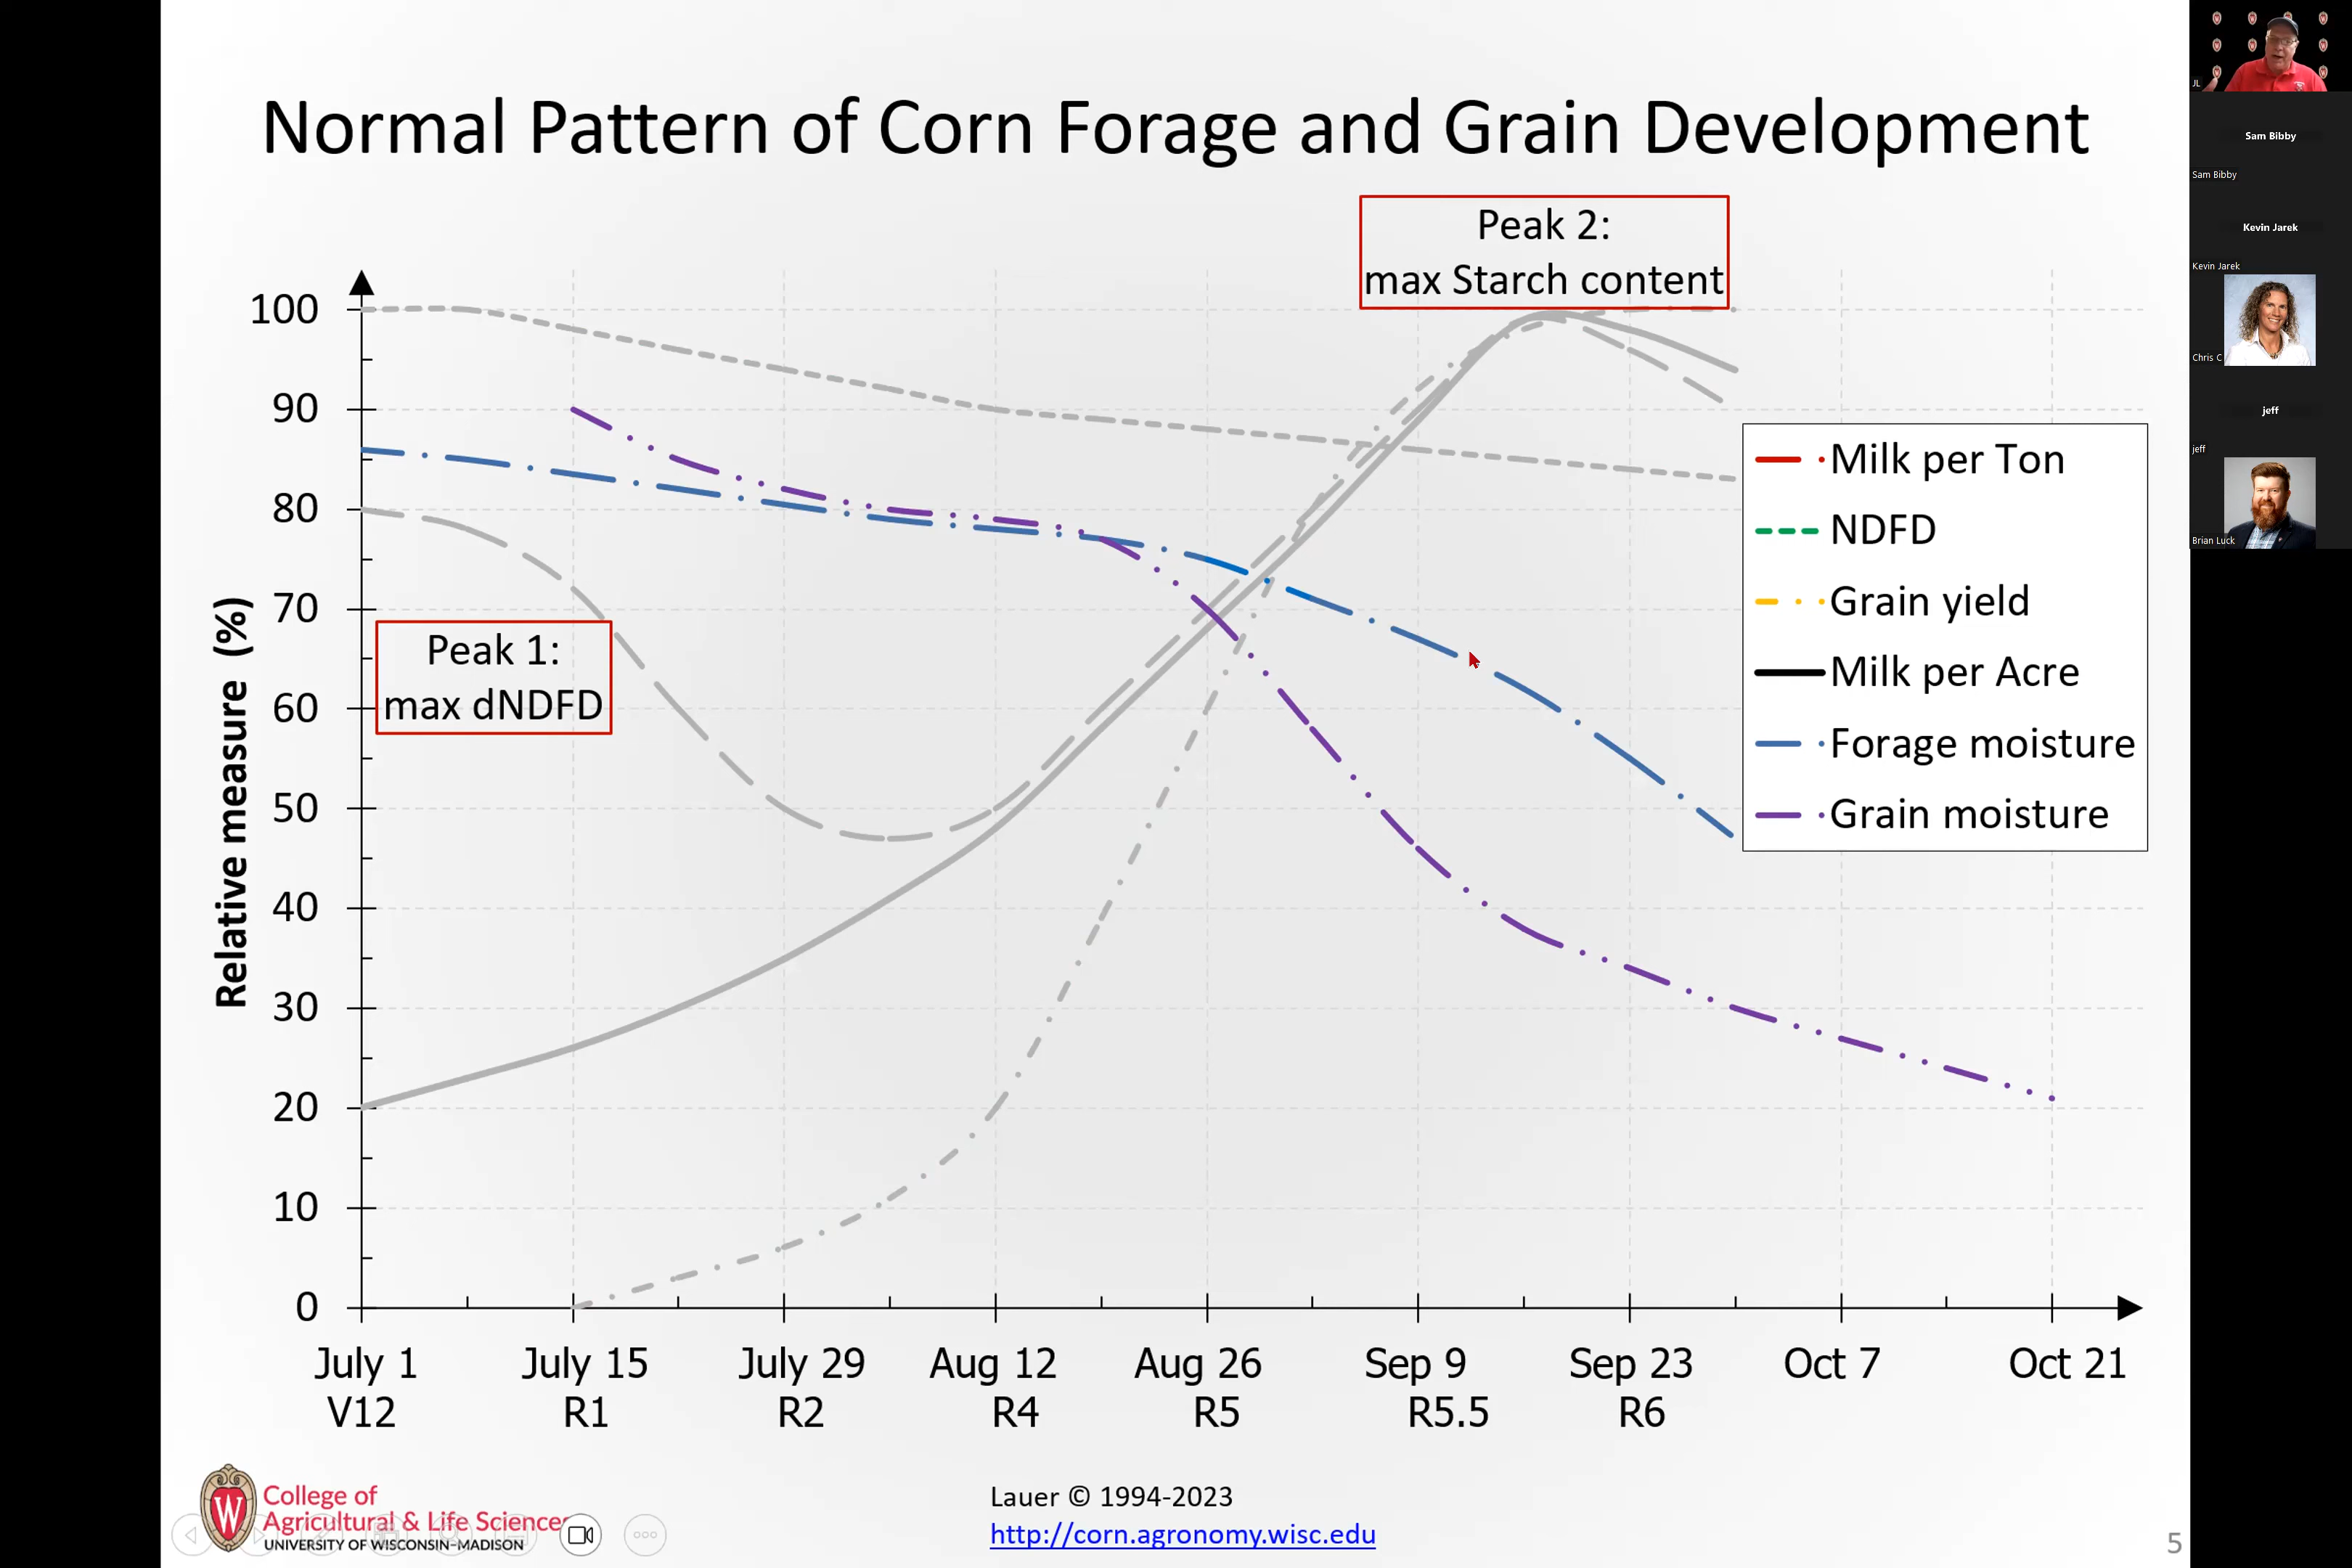 Normal Pattern of Corn Forage and Grain Development
Peak 2:
max Starch content
Peak 1:
max dNDFD
Relative measure (%)
100
90
80
70
60
50
40
30
20
10
0
Milk per Ton
NDFD
Grain yield
Milk per Acre
Forage moisture
Grain moisture
July 1
July 15
July 29
Aug 12
Aug 26
Sep 9
Sep 23
Oct 7
Oct 21
V12
R1
R2
R4
R5
R5.5
R6
W
College of
Agricultural & Life Sciences
UNIVERSITY OF WISCONSIN-MADISON
Lauer © 1994-2023
http://corn.agronomy.wisc.edu
5
JL
Sam Bibby
Sam Bibby
Kevin Jarek
Kevin Jarek
Chris C
jeff
jeff
Brian Luck